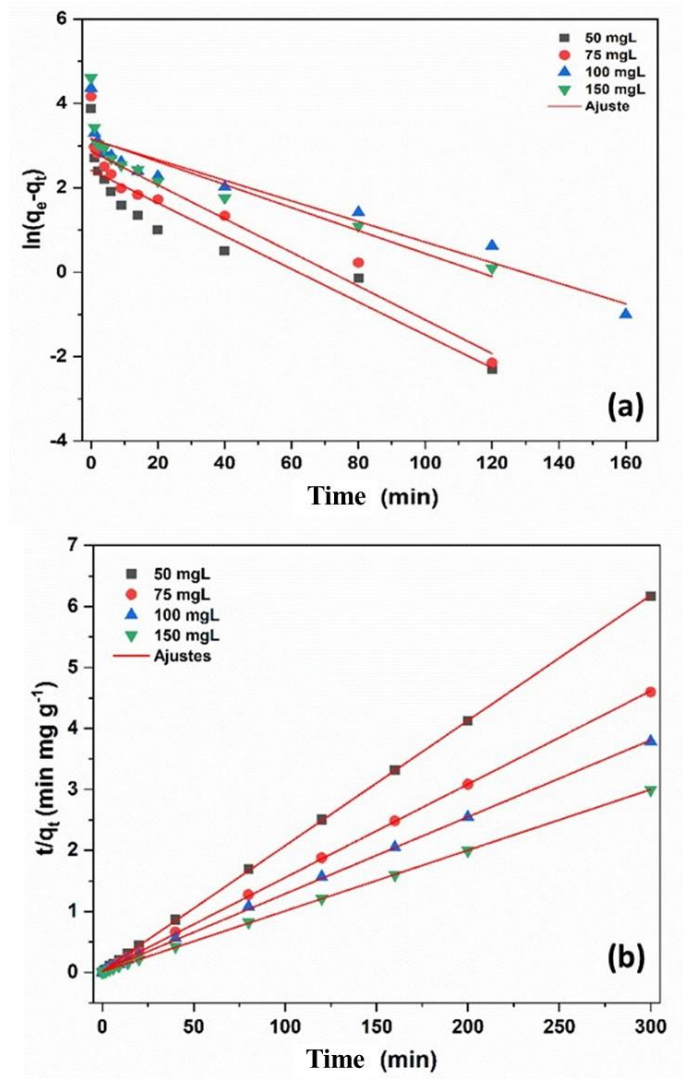 6
4
2
0
-2
-4
ln(qe-qt)
50 mgL
75 mgL
100 mgL
150 mgL
Ajuste
(a)
0 20 40 60 80 100 120 140 160
Time (min)
7
6
5
4
3
2
1
0
t/qt (min mg g-1)
50 mgL
75 mgL
100 mgL
150 mgL
Ajustes
(b)
0 50 100 150 200 250 300
Time (min)